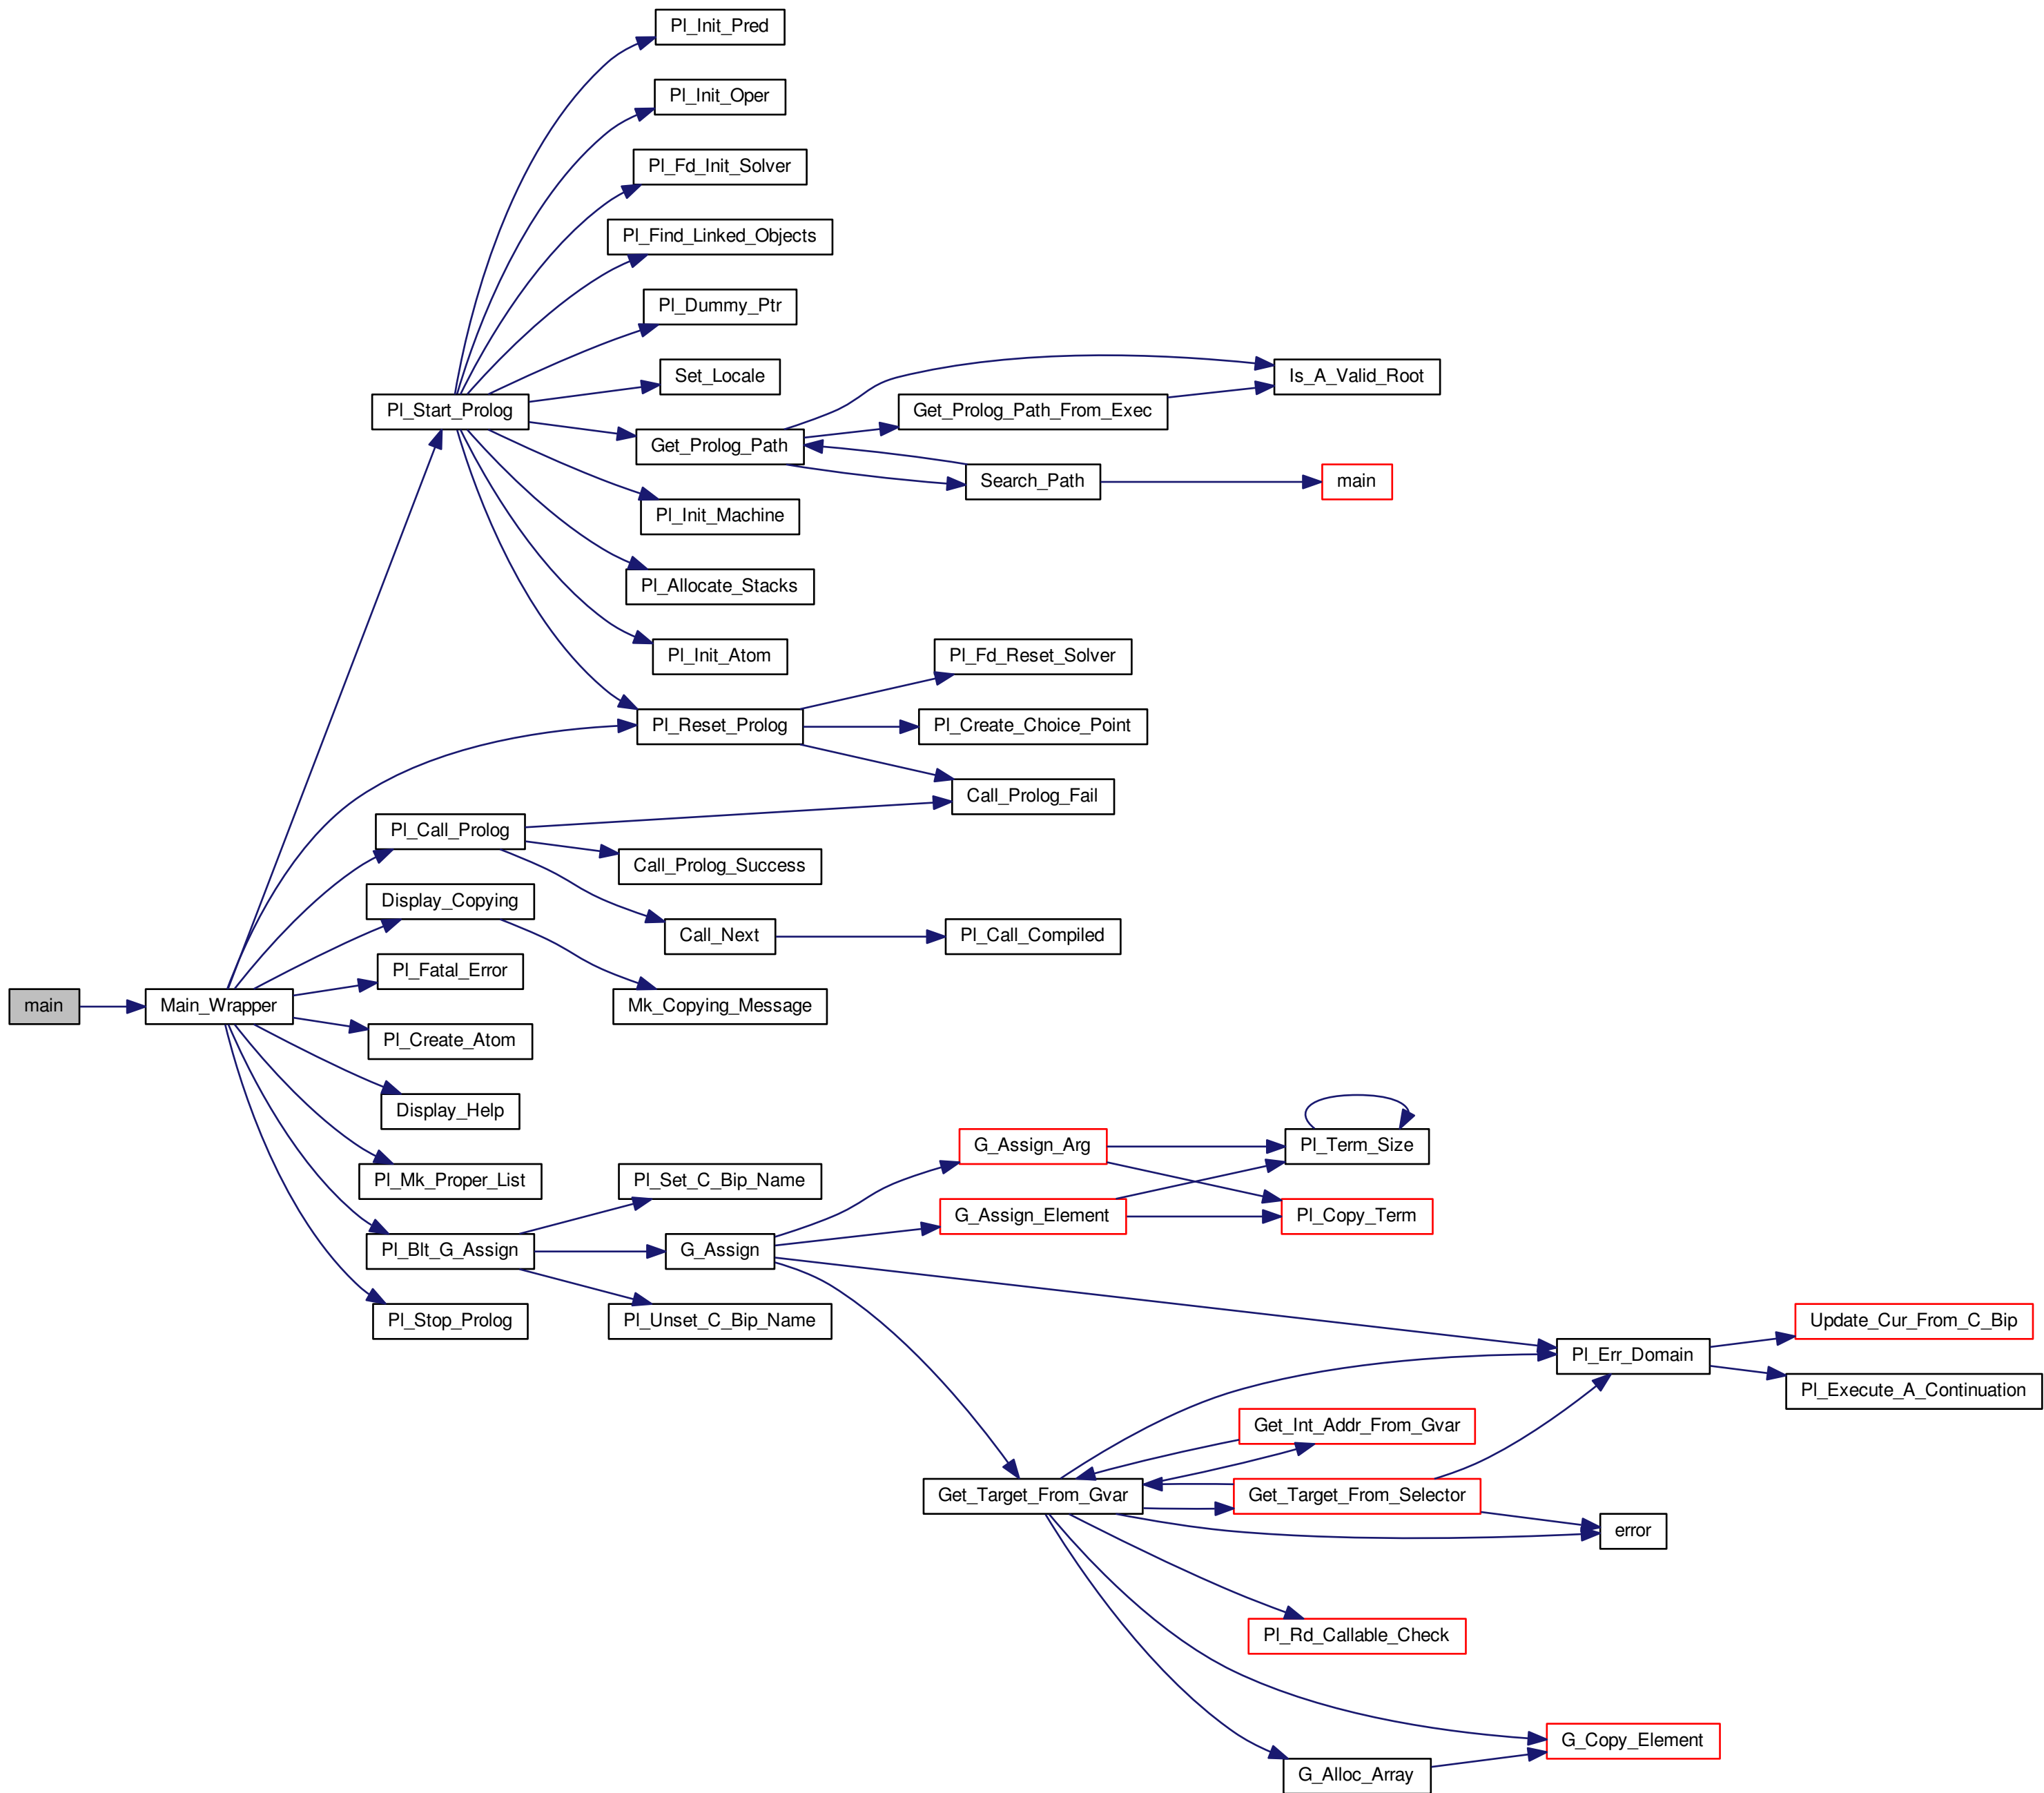 Pl_Init_Pred
Pl_Init_Oper
Pl_Fd_Init_Solver
Pl_Find_Linked_Objects
Pl_Dummy_Ptr
Set_Locale
Is_A_Valid_Root
Pl_Start_Prolog
Get_Prolog_Path_From_Exec
Get_Prolog_Path
Search_Path
main
Pl_Init_Machine
Pl_Allocate_Stacks
Pl_Init_Atom
Pl_Fd_Reset_Solver
Pl_Reset_Prolog
Pl_Create_Choice_Point
Call_Prolog_Fail
Pl_Call_Prolog
Call_Prolog_Success
Display_Copying
Call_Next
Pl_Call_Compiled
Pl_Fatal_Error
main
Main_Wrapper
Mk_Copying_Message
Pl_Create_Atom
Display_Help
G_Assign_Arg
Pl_Term_Size
Pl_Mk_Proper_List
Pl_Set_C_Bip_Name
G_Assign_Element
Pl_Copy_Term
Pl_Blt_G_Assign
G_Assign
Pl_Stop_Prolog
Pl_Unset_C_Bip_Name
Update_Cur_From_C_Bip
Pl_Err_Domain
Pl_Execute_A_Continuation
Get_Int_Addr_From_Gvar
Get_Target_From_Gvar
Get_Target_From_Selector
error
Pl_Rd_Callable_Check
G_Copy_Element
G_Alloc_Array